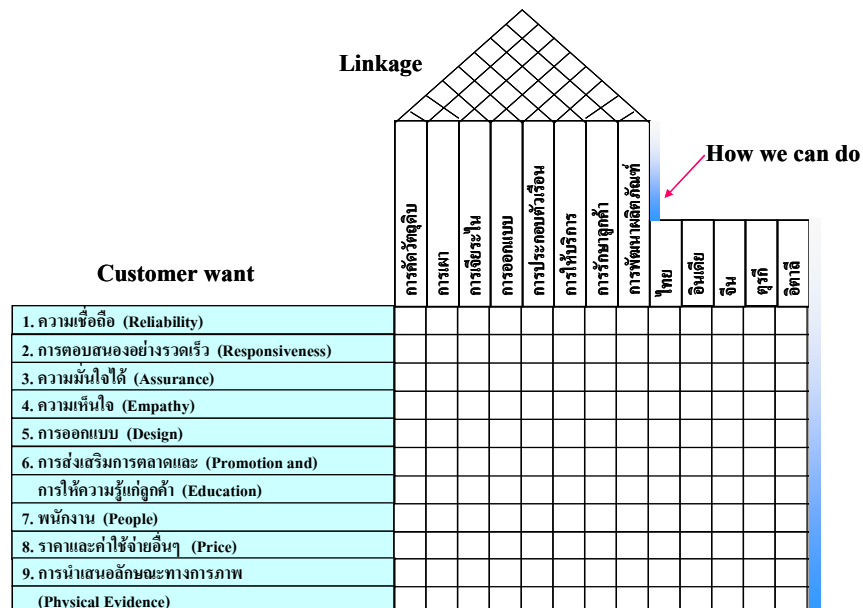 Linkage
How we can do
การคัดวัตถุดิบ
การเผา
การเจียระไน
การออกแบบ
การประกอบตัวเรือน
การให้บริการ
การรักษาลูกค้า
การพัฒนาผลิตภัณฑ์
ไทย
อินเดีย
จีน
ตุรกี
อิตาลี
Customer want
1. ความเชื่อถือ (Reliability)
2. การตอบสนองอย่างรวดเร็ว (Responsiveness)
3. ความมั่นใจได้ (Assurance)
4. ความเห็นใจ (Empathy)
5. การออกแบบ (Design)
6. การส่งเสริมการตลาดและ (Promotion and)
การให้ความรู้แก่ลูกค้า (Education)
7. พนักงาน (People)
8. ราคาและค่าใช้จ่ายอื่นๆ (Price)
9. การนำเสนอลักษณะทางการภาพ
(Physical Evidence)